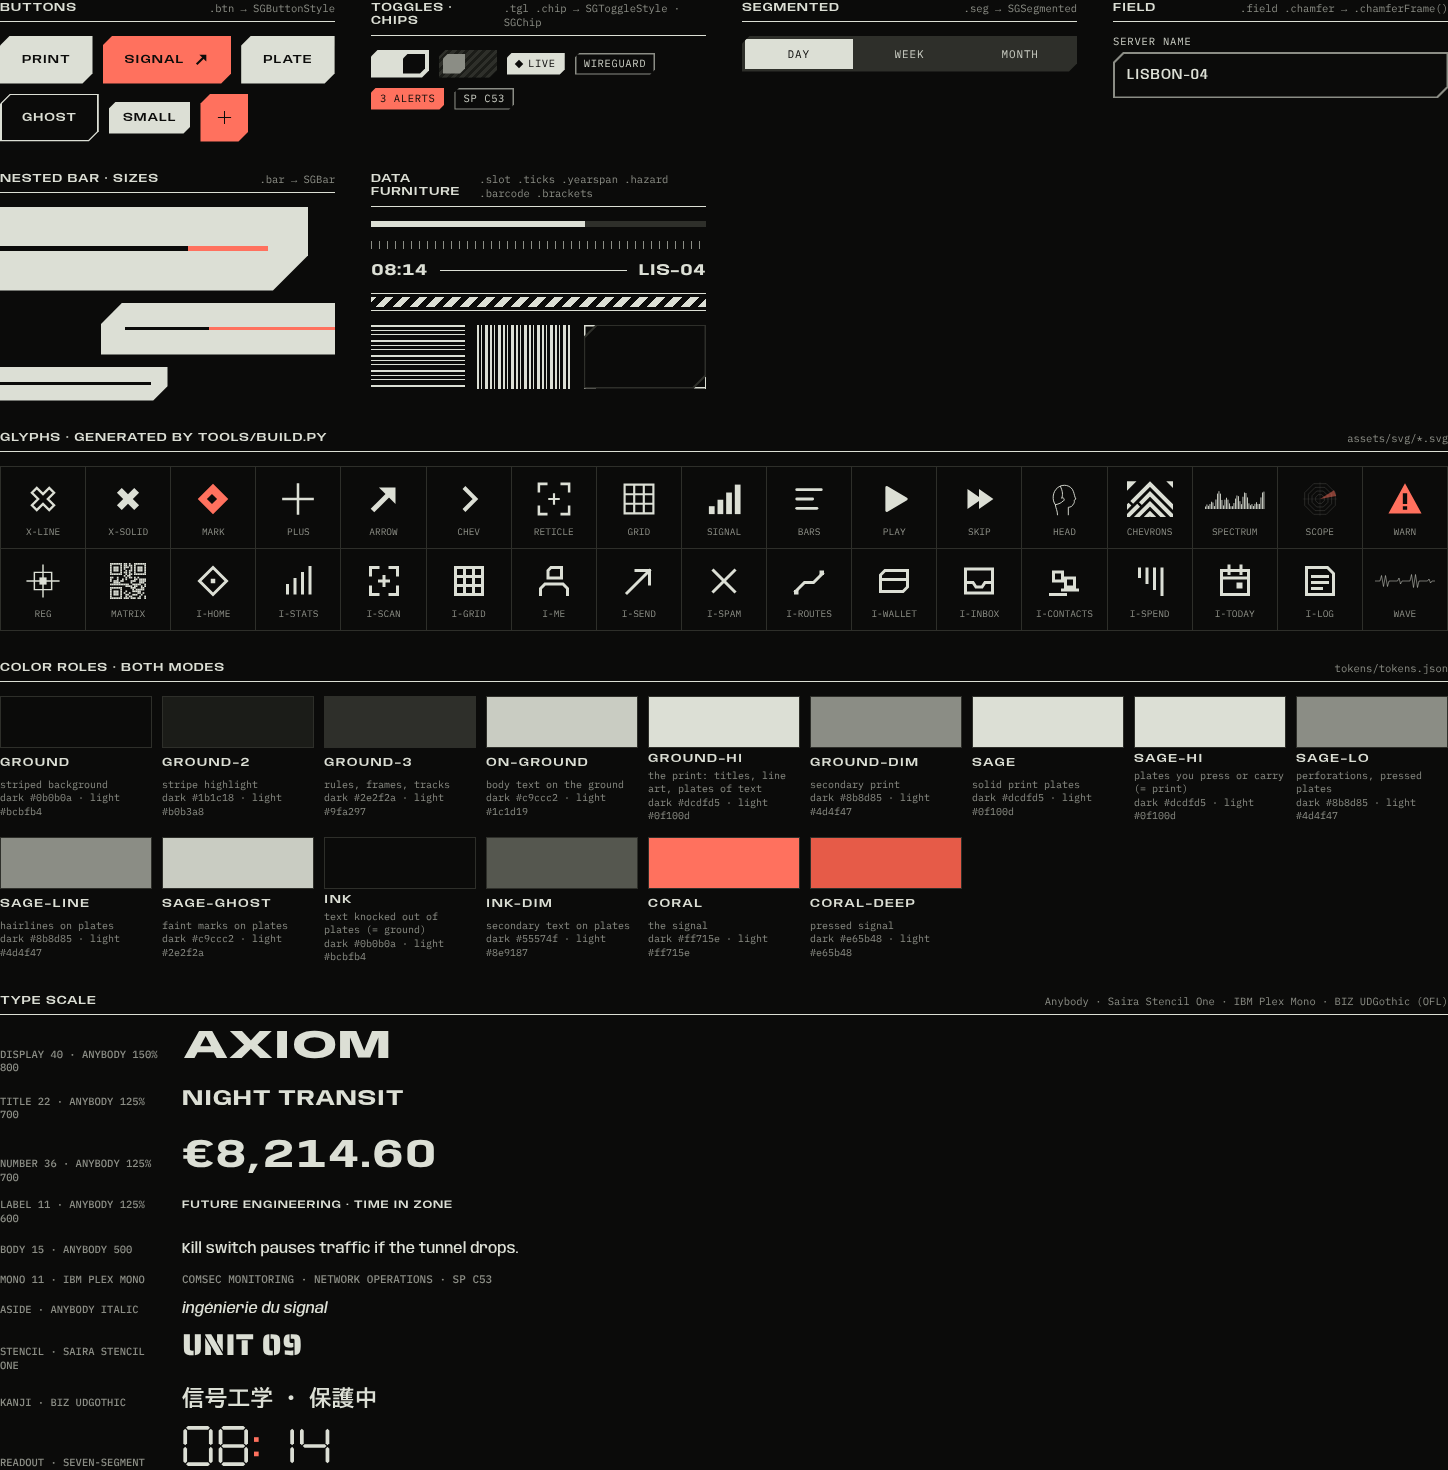 BUTTONS
.btn → SGButtonStyle
PRINT
SIGNAL
PLATE
GHOST
SMALL
TOGGLES ·
CHIPS
.tgl .chip → SGToggleStyle ·
SGChip
LIVE
WIREGUARD
3 ALERTS
SP C53
SEGMENTED
.seg → SGSegmented
DAY
WEEK
MONTH
FIELD
.field .chamfer → .chamferFrame()
SERVER NAME
LISBON-04
NESTED BAR · SIZES
.bar → SGBar
DATA
FURNITURE
.slot .ticks .yearspan .hazard
.barcode .brackets
08:14
LIS-04
GLYPHS · GENERATED BY TOOLS/BUILD.PY
assets/svg/*.svg
X-LINE
X-SOLID
MARK
PLUS
ARROW
CHEV
RETICLE
GRID
SIGNAL
BARS
PLAY
SKIP
HEAD
CHEVRONS
SPECTRUM
SCOPE
WARN
REG
MATRIX
I-HOME
I-STATS
I-SCAN
I-GRID
I-ME
I-SEND
I-SPAM
I-ROUTES
I-WALLET
I-INBOX
I-CONTACTS
I-SPEND
I-TODAY
I-LOG
WAVE
COLOR ROLES · BOTH MODES
tokens/tokens.json
GROUND
striped background
dark #0b0b0a · light
#bcbfb4
GROUND-2
stripe highlight
dark #1b1c18 · light
#b0b3a8
GROUND-3
rules, frames, tracks
dark #2e2f2a · light
#9fa297
ON-GROUND
body text on the ground
dark #c9ccc2 · light
#1c1d19
GROUND-HI
the print: titles, line
art, plates of text
dark #dcdfd5 · light
#0f100d
GROUND-DIM
secondary print
dark #8b8d85 · light
#4d4f47
SAGE
solid print plates
dark #dcdfd5 · light
#0f100d
SAGE-HI
plates you press or carry
(= print)
dark #dcdfd5 · light
#0f100d
SAGE-LO
perforations, pressed
plates
dark #8b8d85 · light
#4d4f47
SAGE-LINE
hairlines on plates
dark #8b8d85 · light
#4d4f47
SAGE-GHOST
faint marks on plates
dark #c9ccc2 · light
#2e2f2a
INK
text knocked out of
plates (= ground)
dark #0b0b0a · light
#bcbfb4
INK-DIM
secondary text on plates
dark #55574f · light
#8e9187
CORAL
the signal
dark #ff715e · light
#ff715e
CORAL-DEEP
pressed signal
dark #e65b48 · light
#e65b48
TYPE SCALE
Anybody · Saira Stencil One · IBM Plex Mono · BIZ UDGothic (OFL)
DISPLAY 40 · ANYBODY 150%
800
AXIOM
TITLE 22 · ANYBODY 125%
700
NIGHT TRANSIT
NUMBER 36 · ANYBODY 125%
700
€8,214.60
LABEL 11 · ANYBODY 125%
600
FUTURE ENGINEERING · TIME IN ZONE
BODY 15 · ANYBODY 500
Kill switch pauses traffic if the tunnel drops.
MONO 11 · IBM PLEX MONO
COMSEC MONITORING · NETWORK OPERATIONS · SP C53
ASIDE · ANYBODY ITALIC
ingénierie du signal
STENCIL · SAIRA STENCIL
ONE
UNIT 09
KANJI · BIZ UDGOTHIC
信号工学 · 保護中
READOUT · SEVEN-SEGMENT
08:14